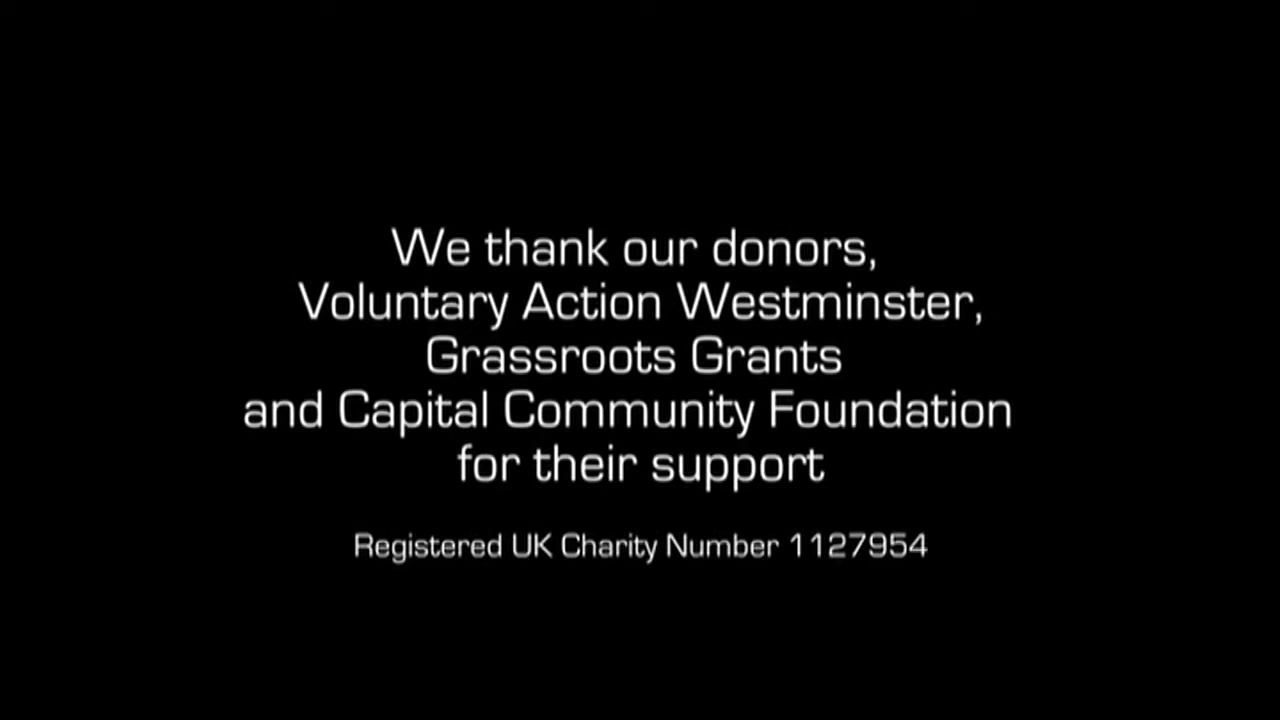 We thank our donors,
Voluntary Action Westminster,
Grassroots Grants
and Capital Community Foundation
for their support
Registered UK Charity Number 1127954